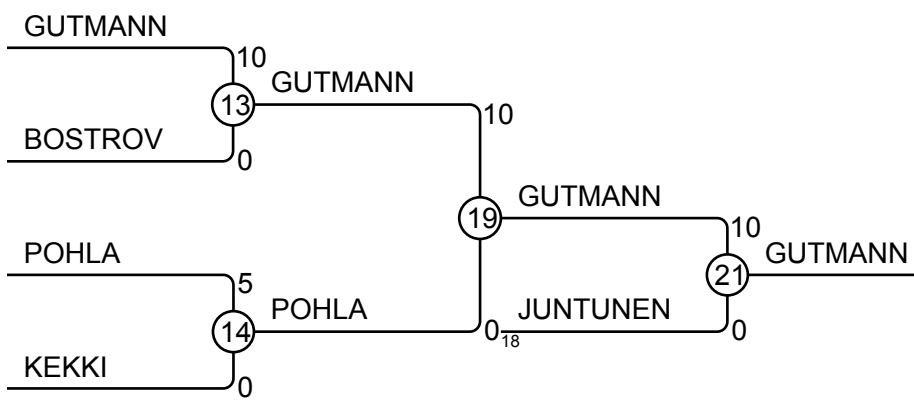 GUTMANN
10
13
GUTMANN
10
BOSTROV
0
19
GUTMANN
10
21
GUTMANN
POHLA
5
14
POHLA
0
18
JUNTUNEN
0
KEKKI
0